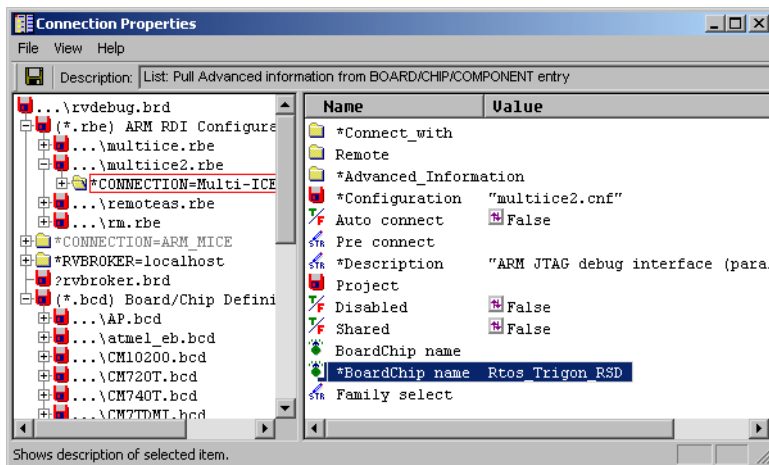 Connection Properties
File View Help
Description: List: Pull Advanced information from BOARD/CHIP/COMPONENT entry
...\rvdebug.brd
(*.rbe) ARM RDI Configura
...\multiice.rbe
...\multiice2.rbe
*CONNECTION=Multi-ICE
...\remoteas.rbe
...\rm.rbe
*CONNECTION=ARM_MICE
*RVBROKER=localhost
?rvbroker.brd
(*.bcd) Board/Chip Defini
...\AP.bcd
...\atmel_eb.bcd
...\CM10200.bcd
...\CM720T.bcd
...\CM740T.bcd
...\CM7TDMI.bcd
Name Value
*Connect_with
Remote
*Advanced_Information
*Configuration "multiice2.cnf"
T/F Auto connect False
STR Pre connect
STR *Description "ARM JTAG debug interface (para.
Project
T/F Disabled False
T/F Shared False
BoardChip name
*BoardChip name Rtos_Trigon_RSD
STR Family select
Shows description of selected item.